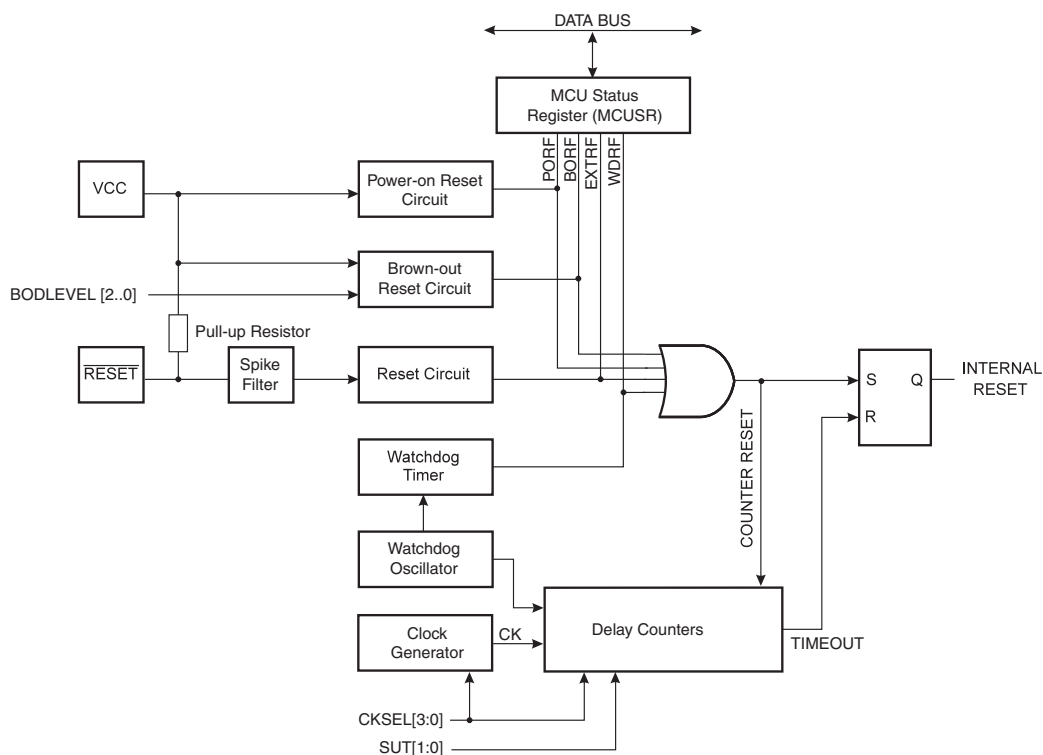 DATA BUS
MCU Status
Register (MCUSR)
PORF
BORF
EXTRF
WDRF
VCC
Power-on Reset
Circuit
Brown-out
Reset Circuit
BODLEVEL [2..0]
Pull-up Resistor
RESET
Spike
Filter
Reset Circuit
S
Q
R
INTERNAL
RESET
Watchdog
Timer
COUNTER RESET
Watchdog
Oscillator
Clock
Generator
CK
Delay Counters
TIMEOUT
CKSEL[3:0]
SUT[1:0]